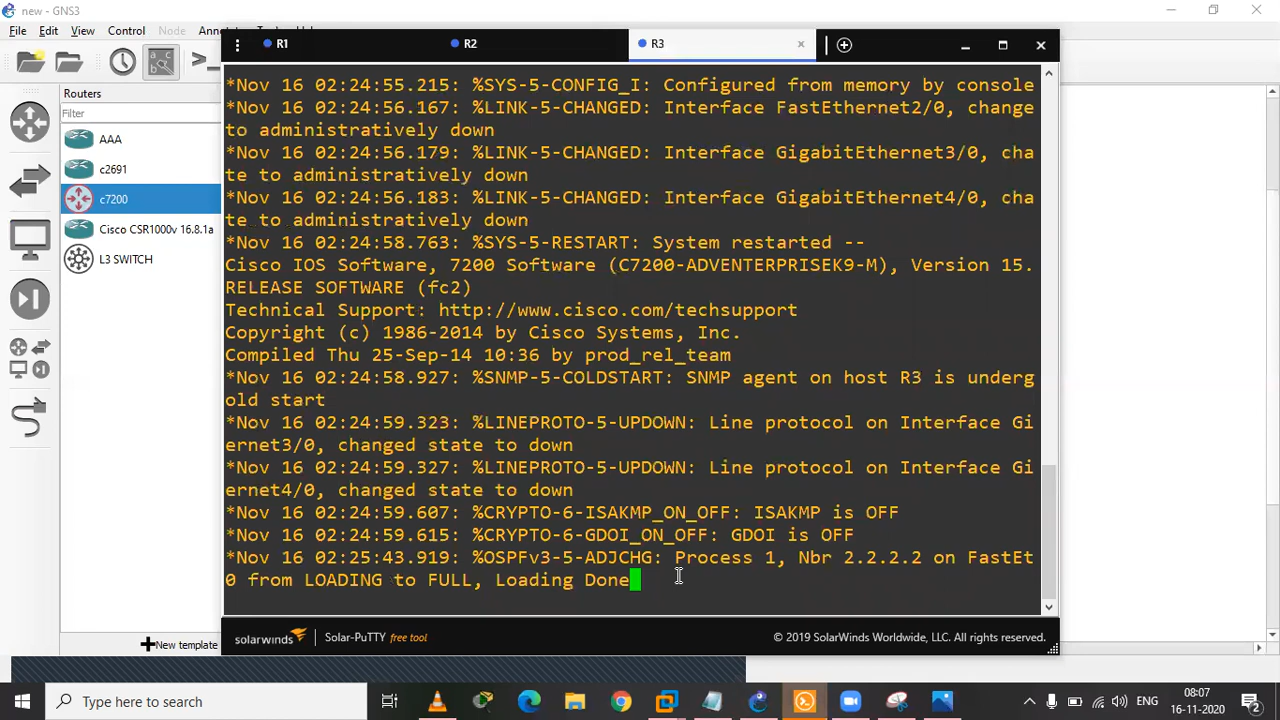 new - GNS3
File Edit View Control Node Anno
R1 R2 R3
Routers
Filter
AAA
c2691
c7200
Cisco CSR1000v 16.8.1a
L3 SWITCH
New template
*Nov 16 02:24:55.215: %SYS-5-CONFIG_I: Configured from memory by console
*Nov 16 02:24:56.167: %LINK-5-CHANGED: Interface FastEthernet2/0, change
to administratively down
*Nov 16 02:24:56.179: %LINK-5-CHANGED: Interface GigabitEthernet3/0, cha
te to administratively down
*Nov 16 02:24:56.183: %LINK-5-CHANGED: Interface GigabitEthernet4/0, cha
te to administratively down
*Nov 16 02:24:58.763: %SYS-5-RESTART: System restarted --
Cisco IOS Software, 7200 Software (C7200-ADVENTERPRISEK9-M), Version 15.
RELEASE SOFTWARE (fc2)
Technical Support: http://www.cisco.com/techsupport
Copyright (c) 1986-2014 by Cisco Systems, Inc.
Compiled Thu 25-Sep-14 10:36 by prod_rel_team
*Nov 16 02:24:58.927: %SNMP-5-COLDSTART: SNMP agent on host R3 is underg
old start
*Nov 16 02:24:59.323: %LINEPROTO-5-UPDOWN: Line protocol on Interface Gi
ernet3/0, changed state to down
*Nov 16 02:24:59.327: %LINEPROTO-5-UPDOWN: Line protocol on Interface Gi
ernet4/0, changed state to down
*Nov 16 02:24:59.607: %CRYPTO-6-ISAKMP_ON_OFF: ISAKMP is OFF
*Nov 16 02:24:59.615: %CRYPTO-6-GDOI_ON_OFF: GDOI is OFF
*Nov 16 02:25:43.919: %OSPFv3-5-ADJCHG: Process 1, Nbr 2.2.2.2 on FastEt
0 from LOADING to FULL, Loading Done
solarwinds Solar-PuTTY free tool © 2019 SolarWinds Worldwide, LLC. All rights reserved.
Type here to search
ENG
08:07
16-11-2020
2